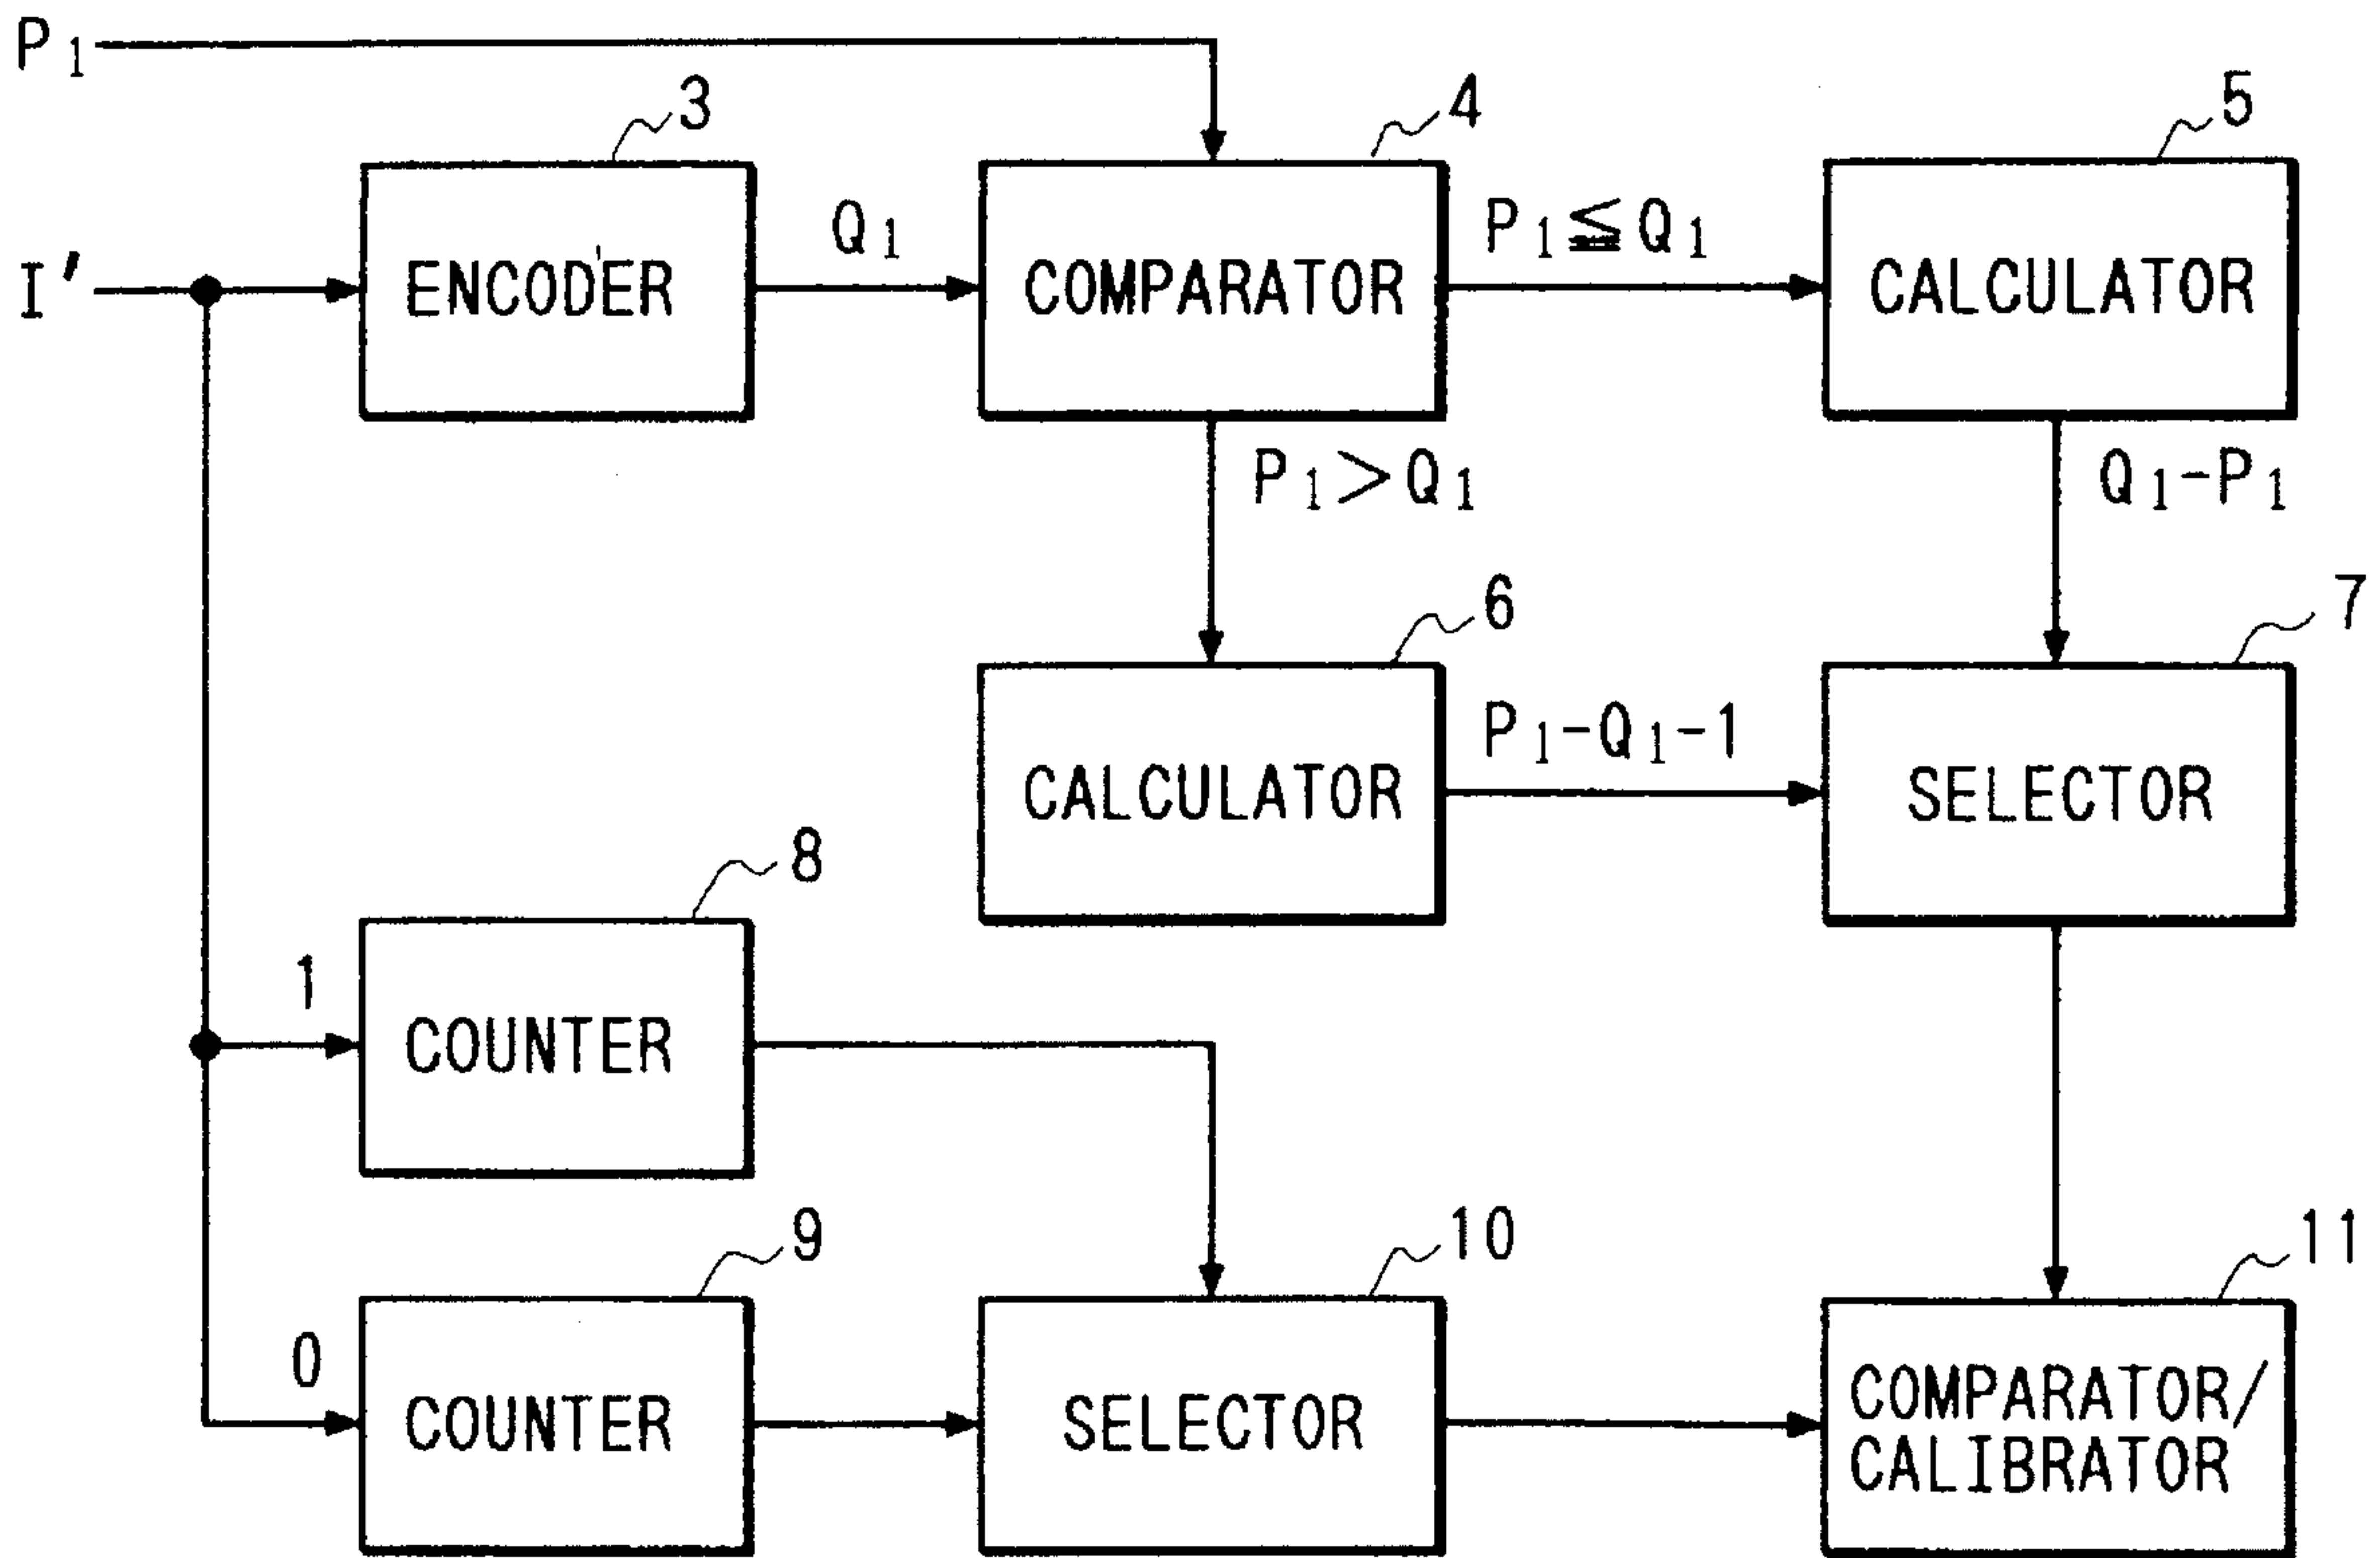 P1
3
4
5
I'
ENCODER
Q1
COMPARATOR
P1≦Q1
CALCULATOR
P1>Q1
Q1-P1
6
7
CALCULATOR
P1-Q1-1
SELECTOR
8
1
COUNTER
9
10
11
0
COUNTER
SELECTOR
COMPARATOR/
CALIBRATOR